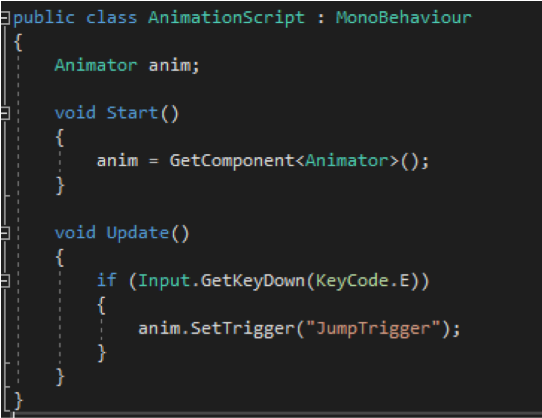 public class AnimationScript : MonoBehaviour
{
    Animator anim;

    void Start()
    {
        anim = GetComponent<Animator>();
    }

    void Update()
    {
        if (Input.GetKeyDown(KeyCode.E))
        {
            anim.SetTrigger("JumpTrigger");
        }
    }
}